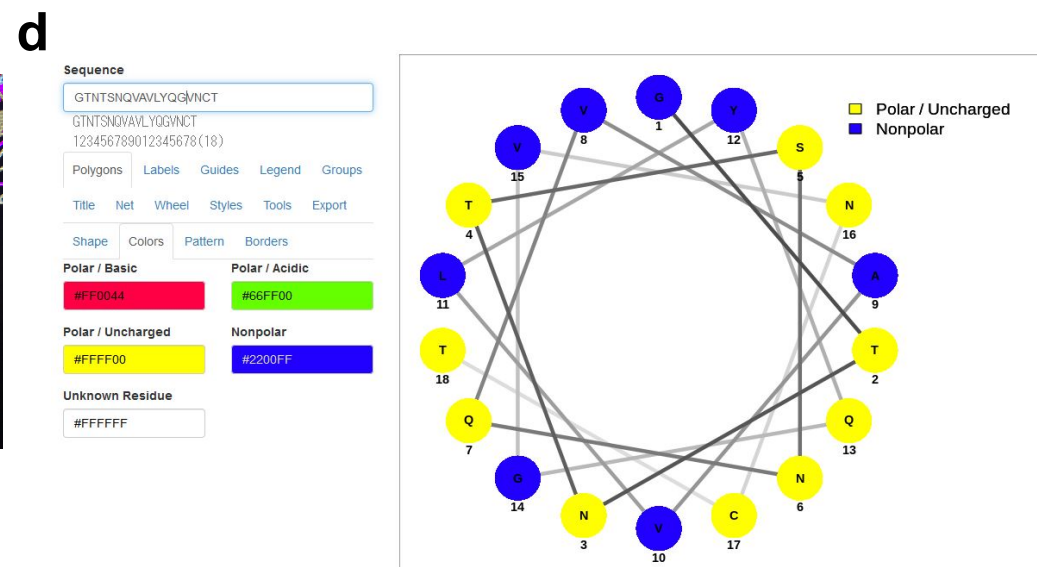 d
Sequence
GTNTSNQVAVLYQGVNCT
GTNTSNQVAVLYQGVNCT
123456789012345678(18)
Polygons Labels Guides Legend Groups
Title Net Wheel Styles Tools Export
Shape Colors Pattern Borders
Polar / Basic Polar / Acidic
#FF0044 #66FF00
Polar / Uncharged Nonpolar
#FFFF00 #2200FF
Unknown Residue
#FFFFFF
Polar / Uncharged
Nonpolar
G
1
Y
12
S
5
N
16
A
9
T
2
Q
13
N
6
C
17
V
10
N
3
G
14
Q
7
T
18
L
11
T
4
V
15
V
8